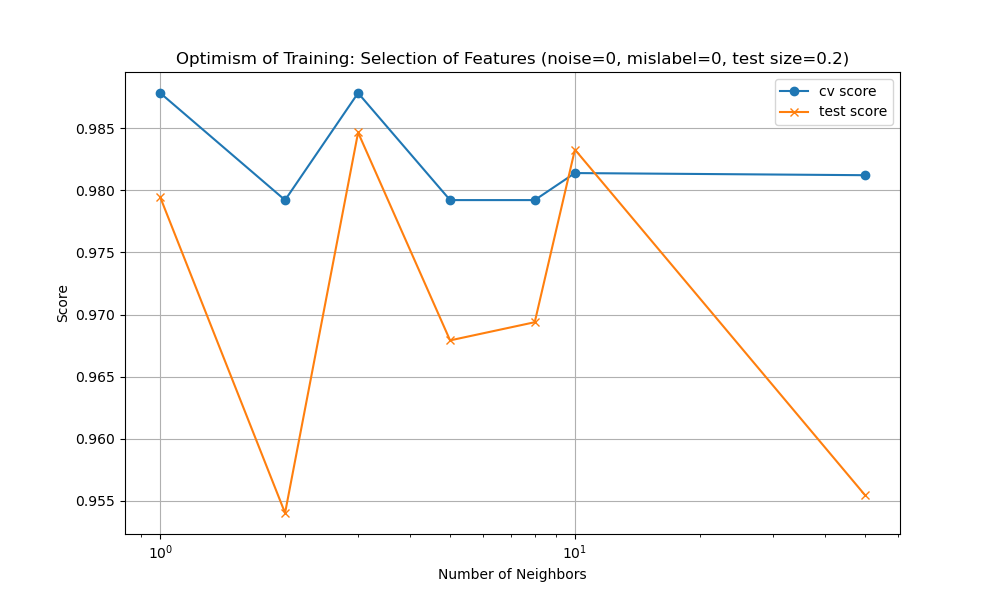 Optimism of Training: Selection of Features (noise=0, mislabel=0, test size=0.2)
cv score
test score
0.985
0.980
0.975
0.970
0.965
0.960
0.955
Score
10⁰
10¹
Number of Neighbors